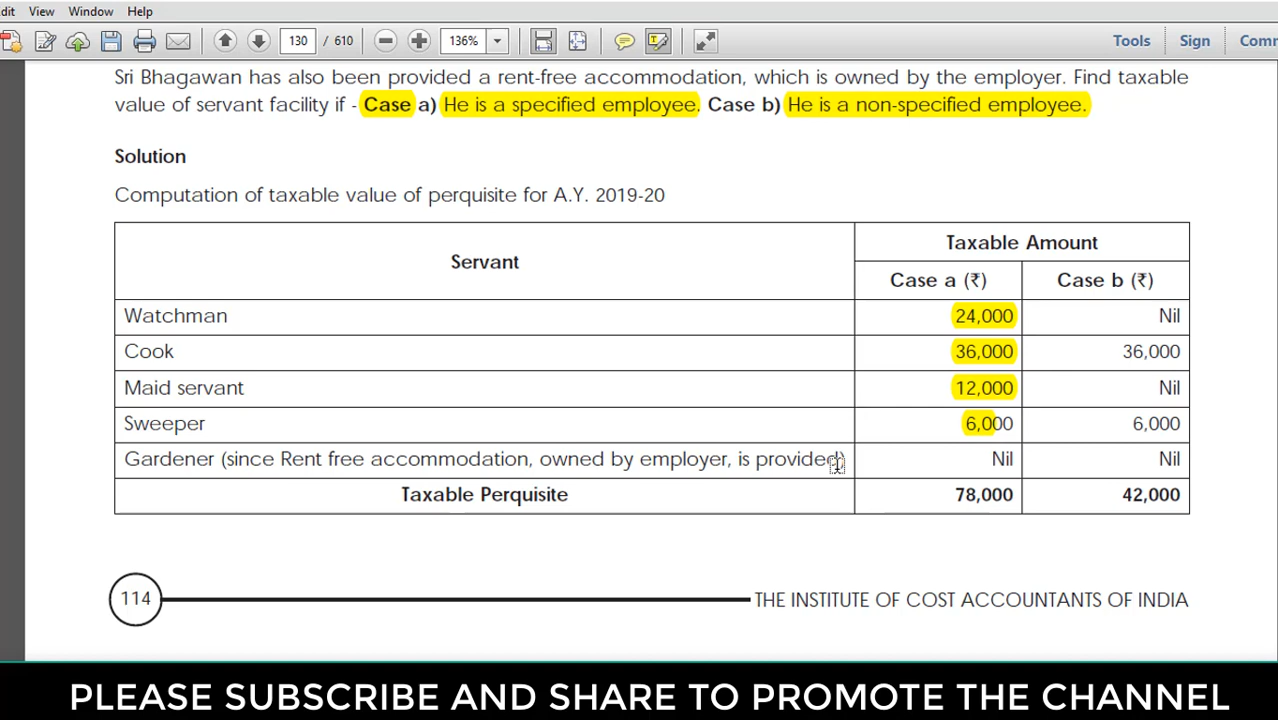 dit View Window Help
130 / 610 136% Tools Sign Comm
Sri Bhagawan has also been provided a rent-free accommodation, which is owned by the employer. Find taxable
value of servant facility if - Case a) He is a specified employee. Case b) He is a non-specified employee.
Solution
Computation of taxable value of perquisite for A.Y. 2019-20
Servant
Taxable Amount
Case a (₹) Case b (₹)
Watchman 24,000 Nil
Cook 36,000 36,000
Maid servant 12,000 Nil
Sweeper 6,000 6,000
Gardener (since Rent free accommodation, owned by employer, is provided) Nil Nil
Taxable Perquisite 78,000 42,000
114 THE INSTITUTE OF COST ACCOUNTANTS OF INDIA
PLEASE SUBSCRIBE AND SHARE TO PROMOTE THE CHANNEL